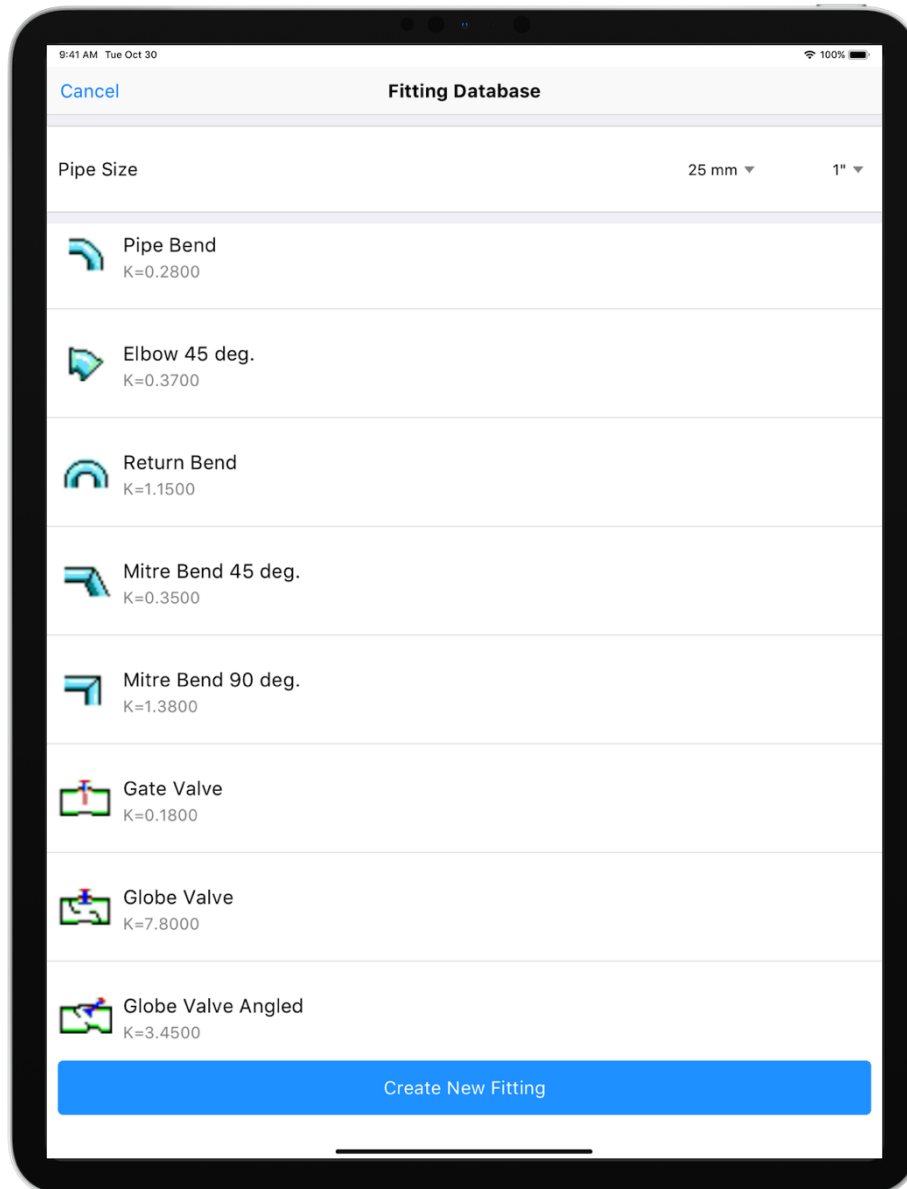 9:41 AM Tue Oct 30
100%
Cancel
Fitting Database
Pipe Size
25 mm
1"
Pipe Bend
K=0.2800
Elbow 45 deg.
K=0.3700
Return Bend
K=1.1500
Mitre Bend 45 deg.
K=0.3500
Mitre Bend 90 deg.
K=1.3800
Gate Valve
K=0.1800
Globe Valve
K=7.8000
Globe Valve Angled
K=3.4500
Create New Fitting